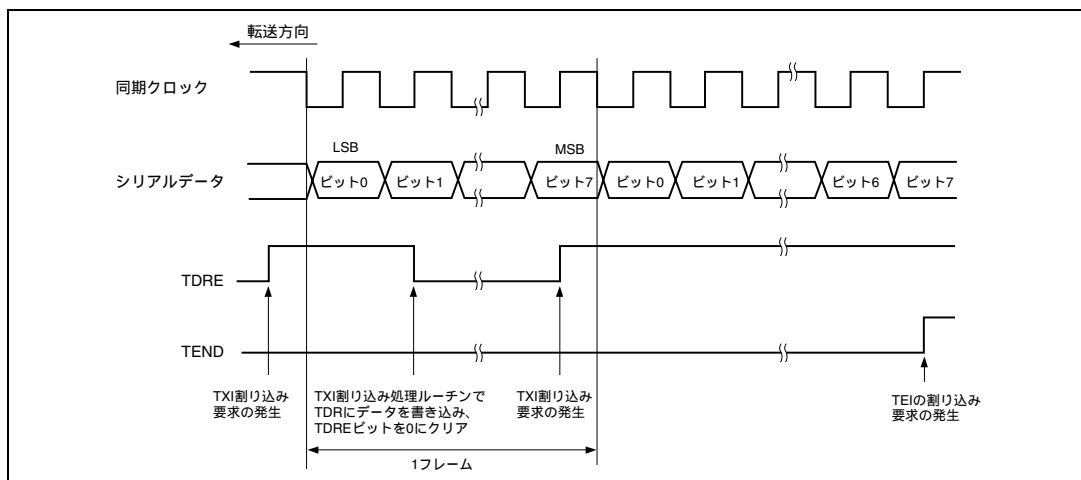 転送方向
同期クロック
LSB
MSB
シリアルデータ
ビット0
ビット1
ビット7
ビット0
ビット1
ビット6
ビット7
TDRE
TEND
TXI割り込み
要求の発生
TXI割り込み処理ルーチンで
TDRにデータを書き込み、
TDREビットを0にクリア
TXI割り込み
要求の発生
TEIの割り込み
要求の発生
1フレーム